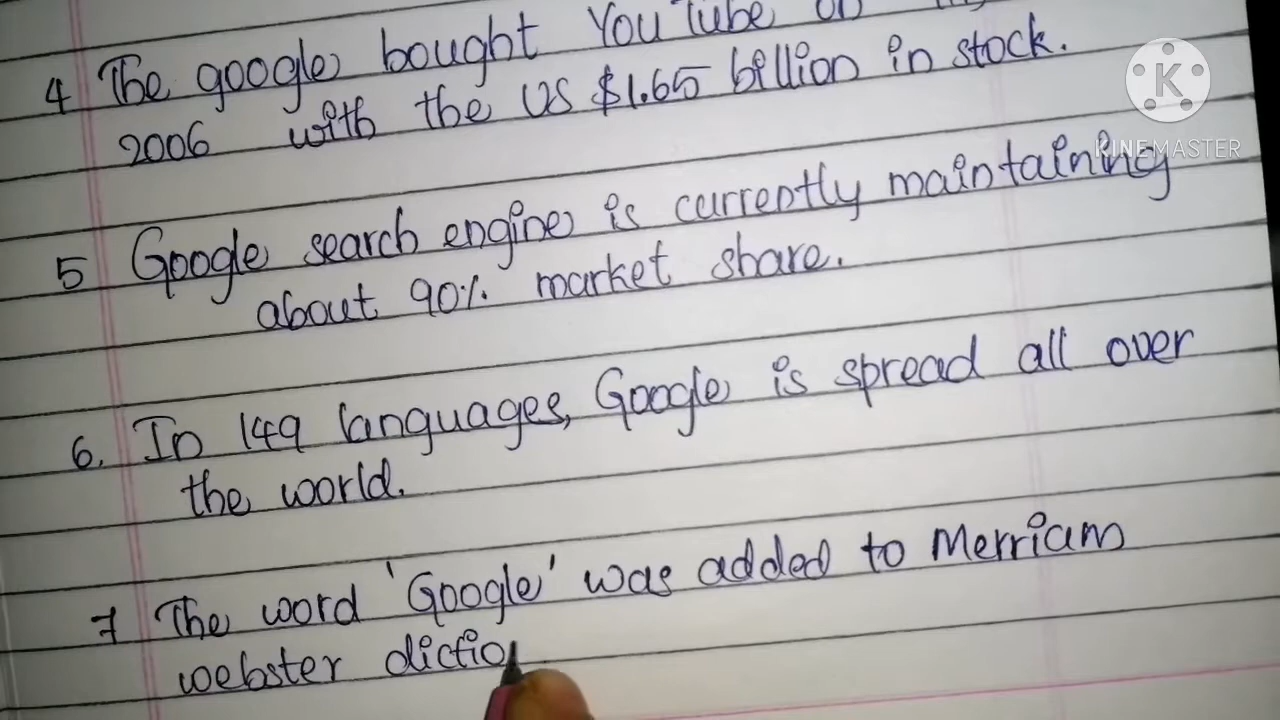 4 The google bought YouTube on
2006 with the US $1.65 billion in stock.
K
KINEMASTER
5 Google search engine is currently maintaining
about 90% market share.
6. In 149 languages, Google is spread all over
the world.
7 The word 'Google' was added to Merriam
webster dictio